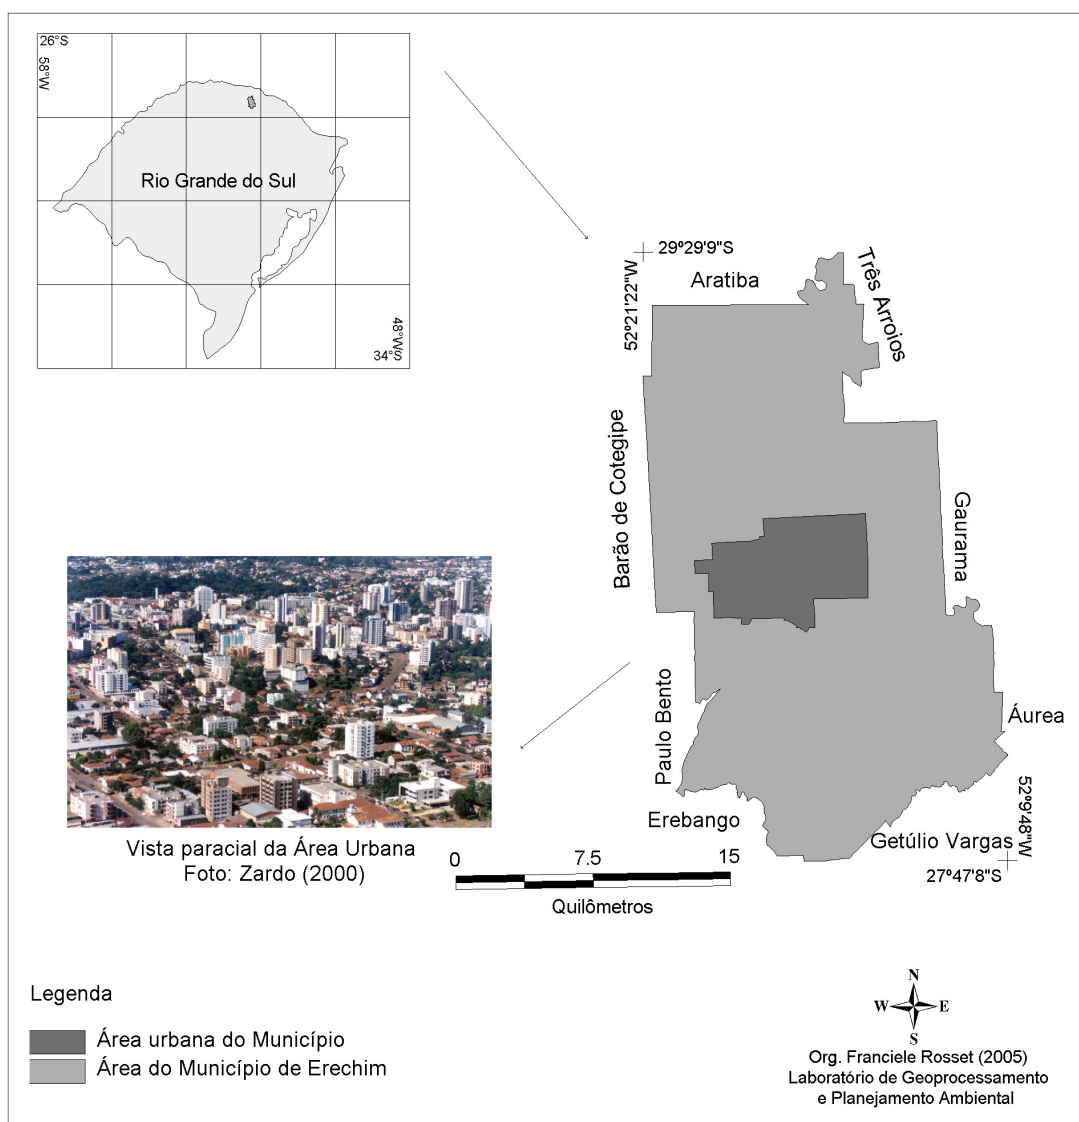 26°S
58°W
Rio Grande do Sul
48°W
34°S
29º29'9"S
52º21'22"W
Aratiba
Três Arroios
Barão de Cotegipe
Gaurama
Paulo Bento
Áurea
Erebango
Getúlio Vargas
52º9'48"W
27º47'8"S
Vista paracial da Área Urbana
Foto: Zardo (2000)
0 7.5 15
Quilômetros
Legenda
Área urbana do Município
Área do Município de Erechim
N
W E
S
Org. Franciele Rosset (2005)
Laboratório de Geoprocessamento
e Planejamento Ambiental